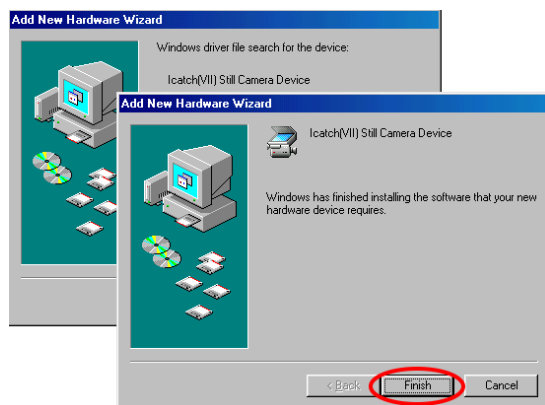 Add New Hardware Wizard
Windows driver file search for the device:
Icatch(VII) Still Camera Device
Add New Hardware Wizard
Icatch(VII) Still Camera Device
Windows has finished installing the software that your new
hardware device requires.
< Back
Finish
Cancel